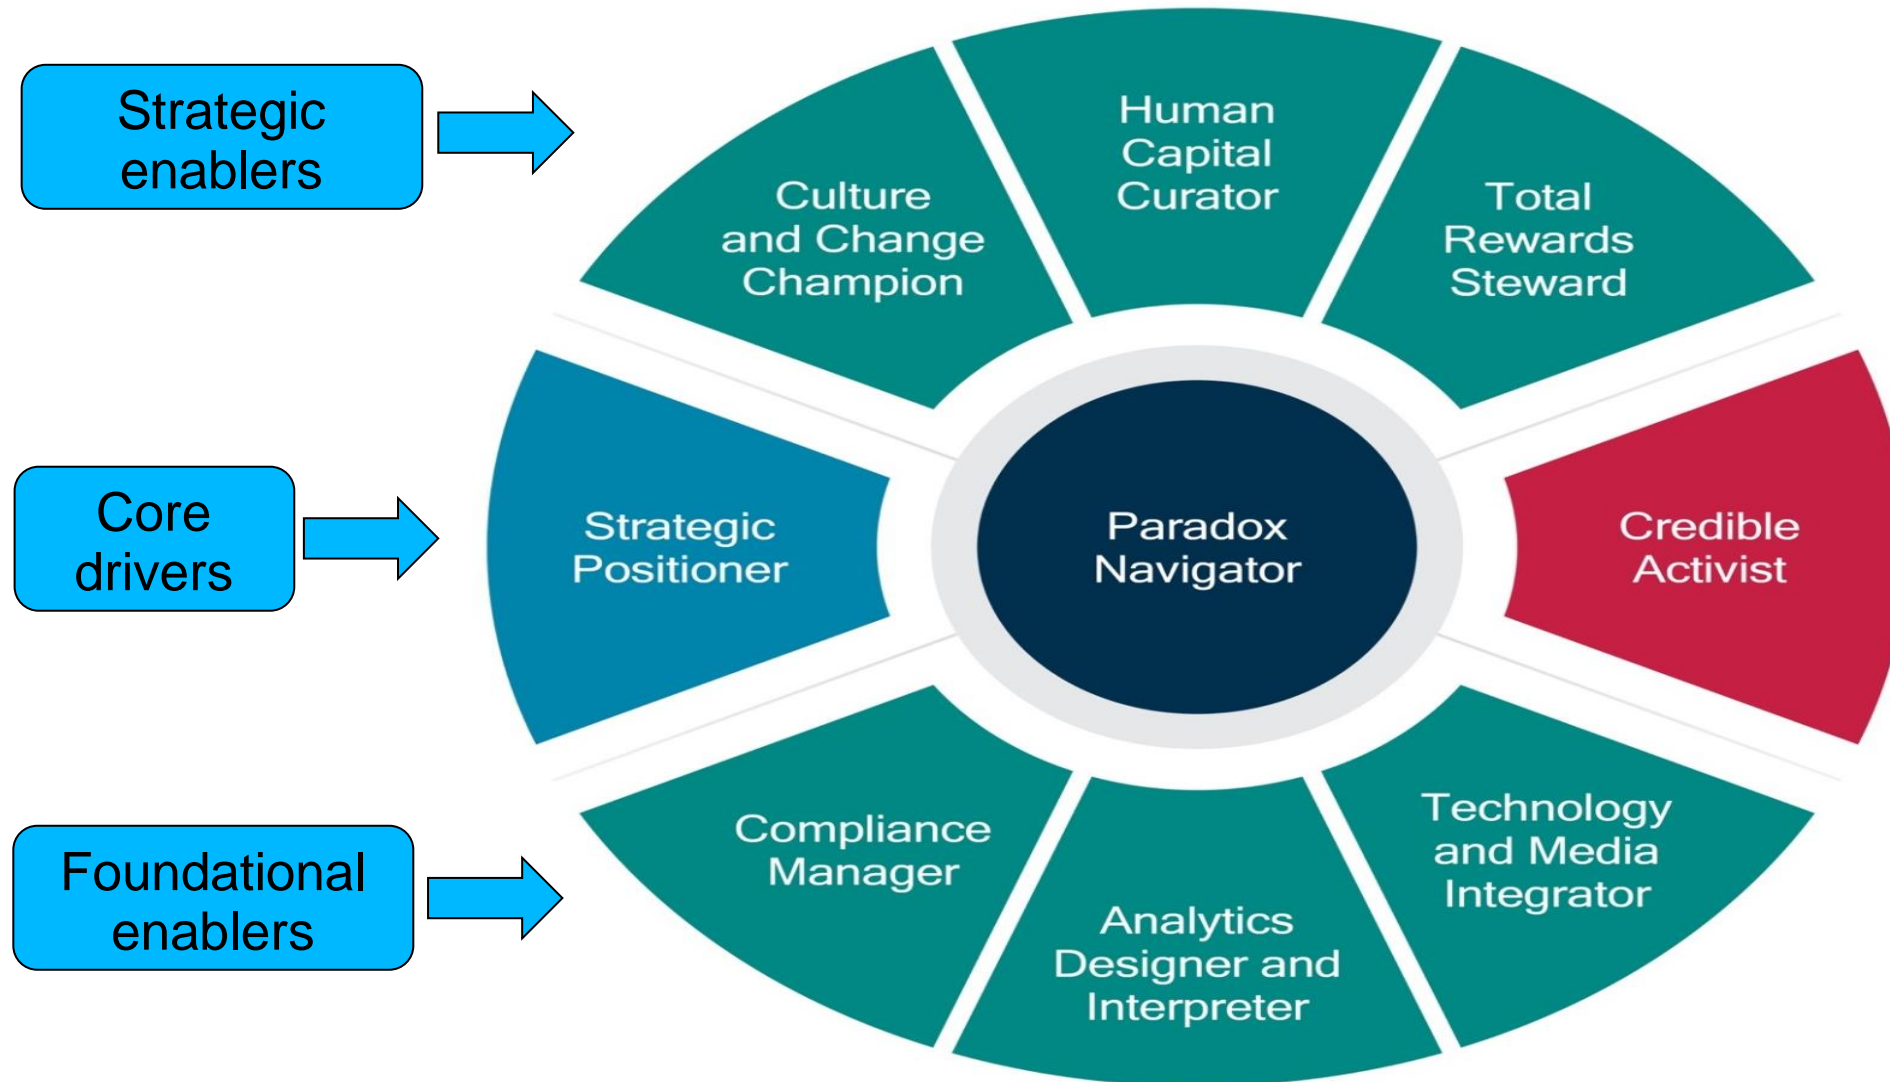 Strategic
enablers
Culture
and Change
Champion
Human
Capital
Curator
Total
Rewards
Steward
Core
drivers
Strategic
Positioner
Paradox
Navigator
Credible
Activist
Foundational
enablers
Compliance
Manager
Analytics
Designer and
Interpreter
Technology
and Media
Integrator